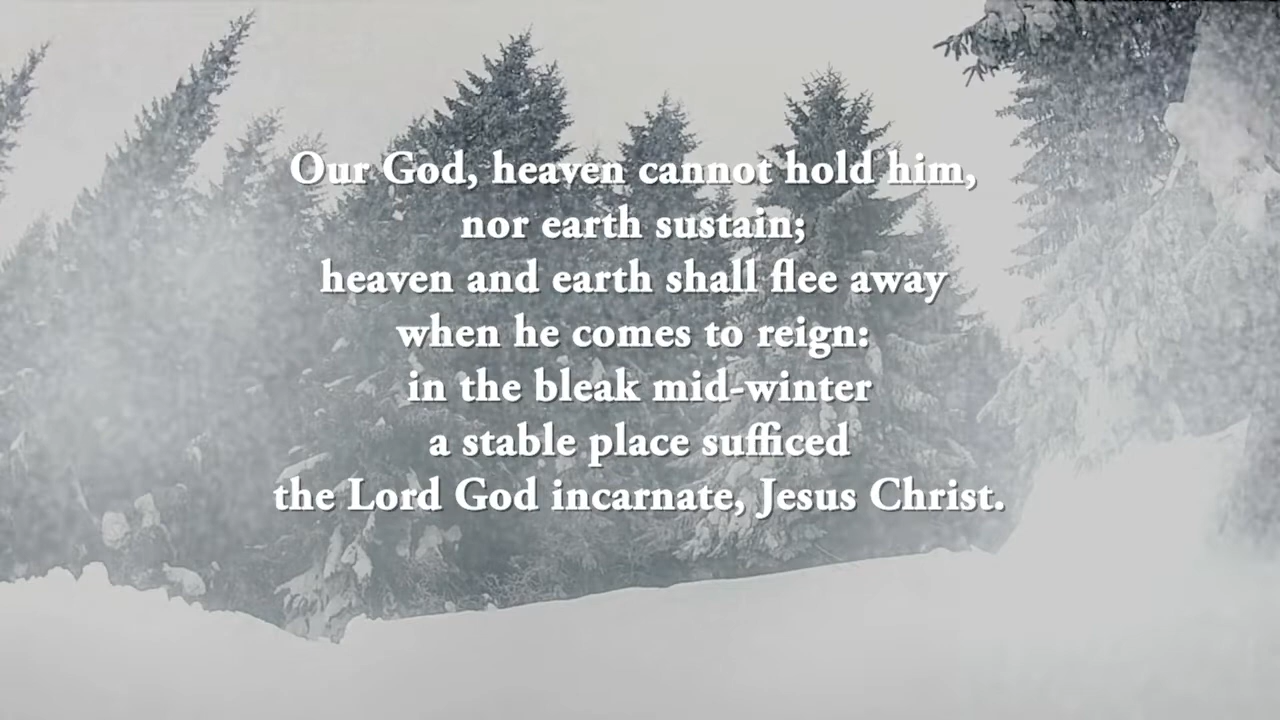 Our God, heaven cannot hold him,
nor earth sustain;
heaven and earth shall flee away
when he comes to reign:
in the bleak mid-winter
a stable place sufficed
the Lord God incarnate, Jesus Christ.